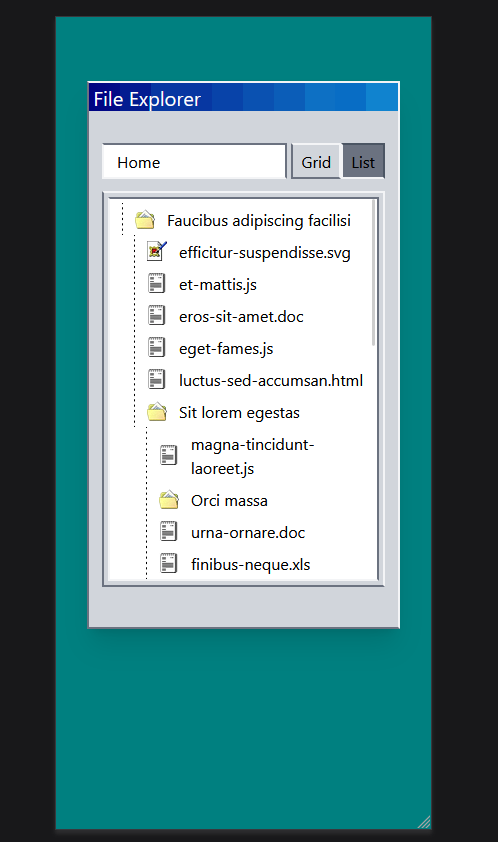 File Explorer
Home
Grid
List
Faucibus adipiscing facilisi
efficitur-suspendisse.svg
et-mattis.js
eros-sit-amet.doc
eget-fames.js
luctus-sed-accumsan.html
Sit lorem egestas
magna-tincidunt-
laoreet.js
Orci massa
urna-ornare.doc
finibus-neque.xls